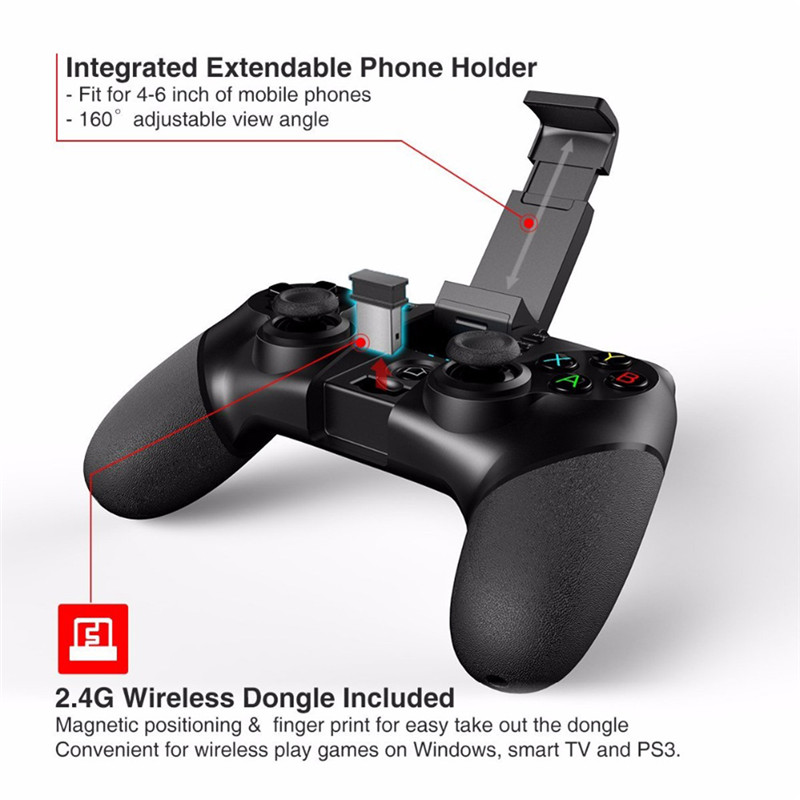 Integrated Extendable Phone Holder
- Fit for 4-6 inch of mobile phones
- 160° adjustable view angle
X
Y
A
B
2.4G Wireless Dongle Included
Magnetic positioning & finger print for easy take out the dongle
Convenient for wireless play games on Windows, smart TV and PS3.